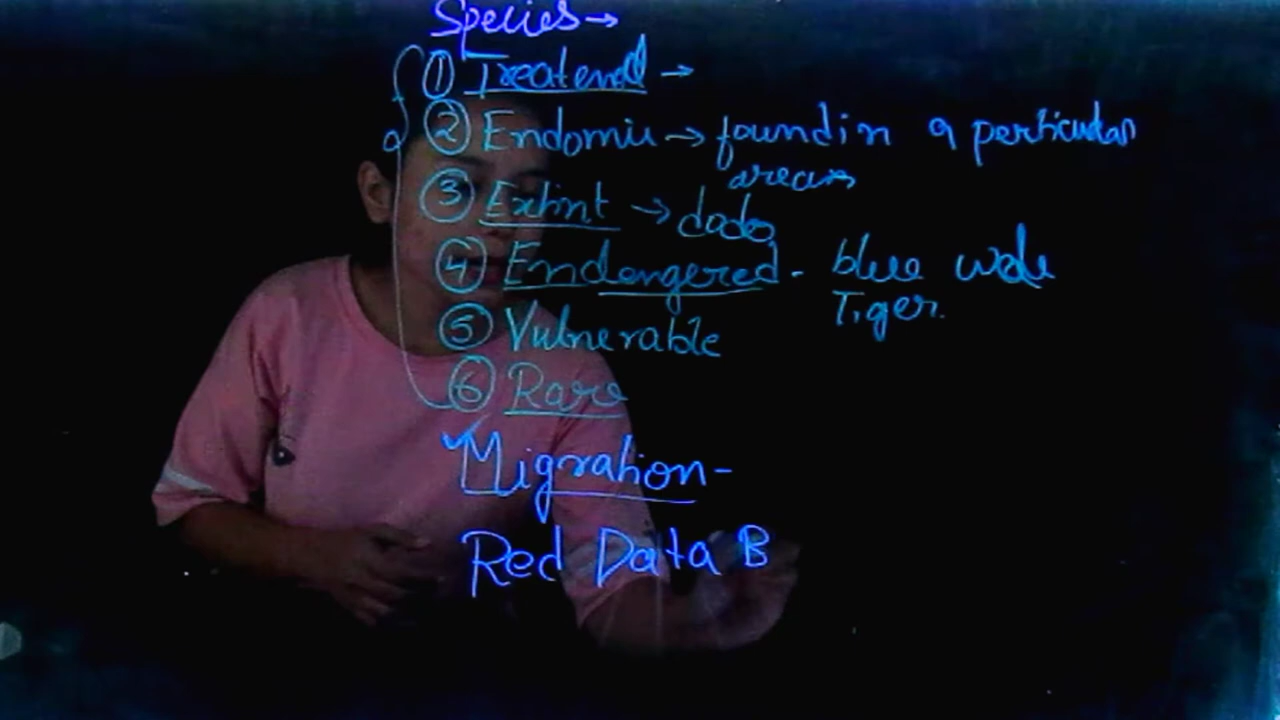 Species→
① Treatened →
② Endomic → found in a perticular
areas
③ Extint → dodo
④ Endengered - blue wale
Tiger.
⑤ Vulnerable
⑥ Rare
Migration-
Red Data B